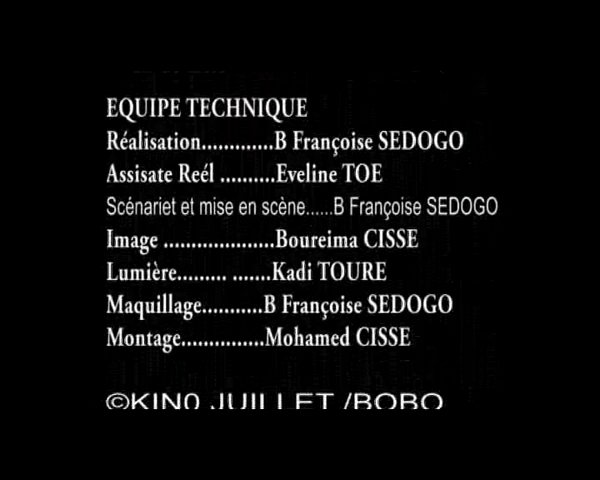 EQUIPE TECHNIQUE
Réalisation.............B Françoise SEDOGO
Assisate Reél ..........Eveline TOE
Scénariet et mise en scène......B Françoise SEDOGO
Image ....................Boureima CISSE
Lumière......... .......Kadi TOURE
Maquillage...........B Françoise SEDOGO
Montage...............Mohamed CISSE
©KIN0 JUILLET /BOBO